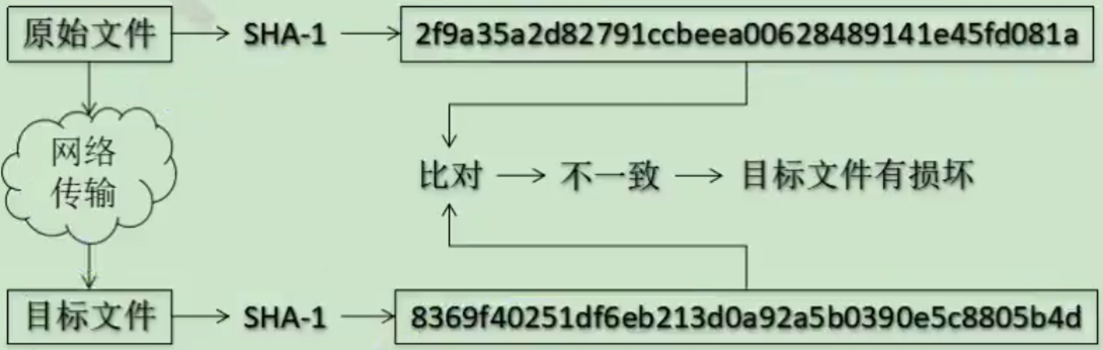 原始文件
SHA-1
2f9a35a2d82791ccbeea00628489141e45fd081a
网络
传输
比对
不一致
目标文件有损坏
目标文件
SHA-1
8369f40251df6eb213d0a92a5b0390e5c8805b4d